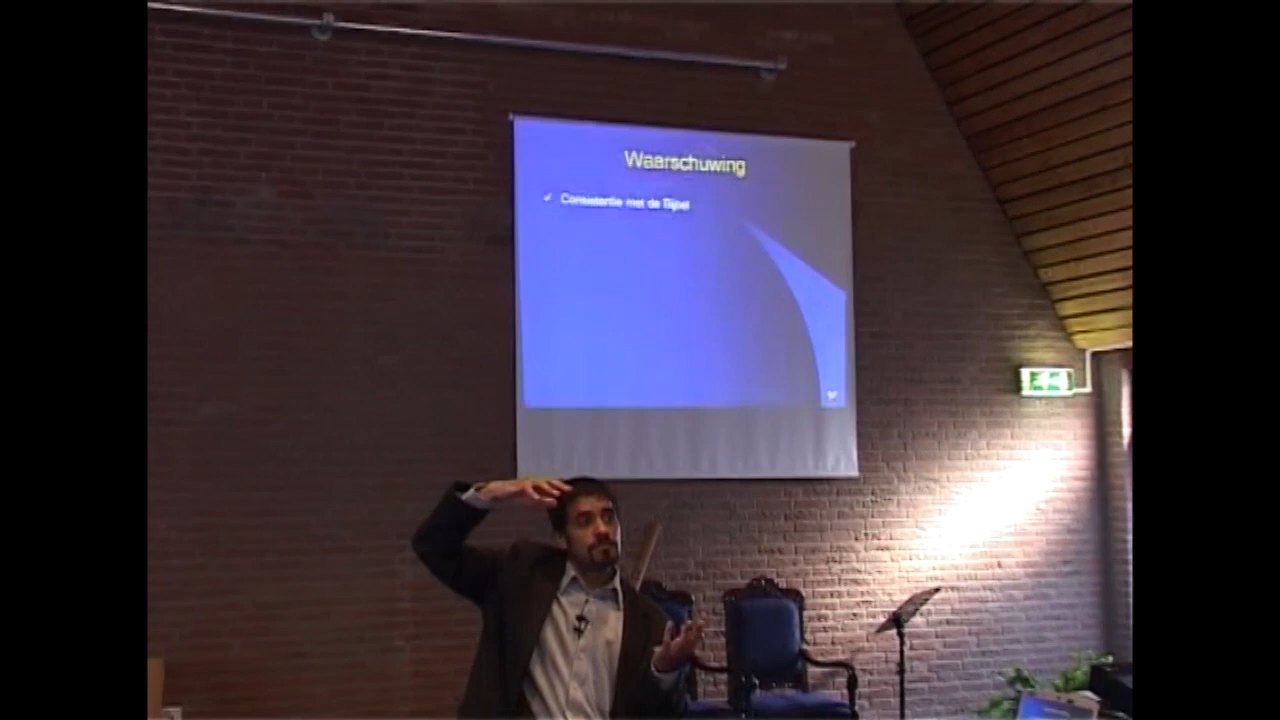 Waarschuwing
✓ Consistentie met de Bijbel